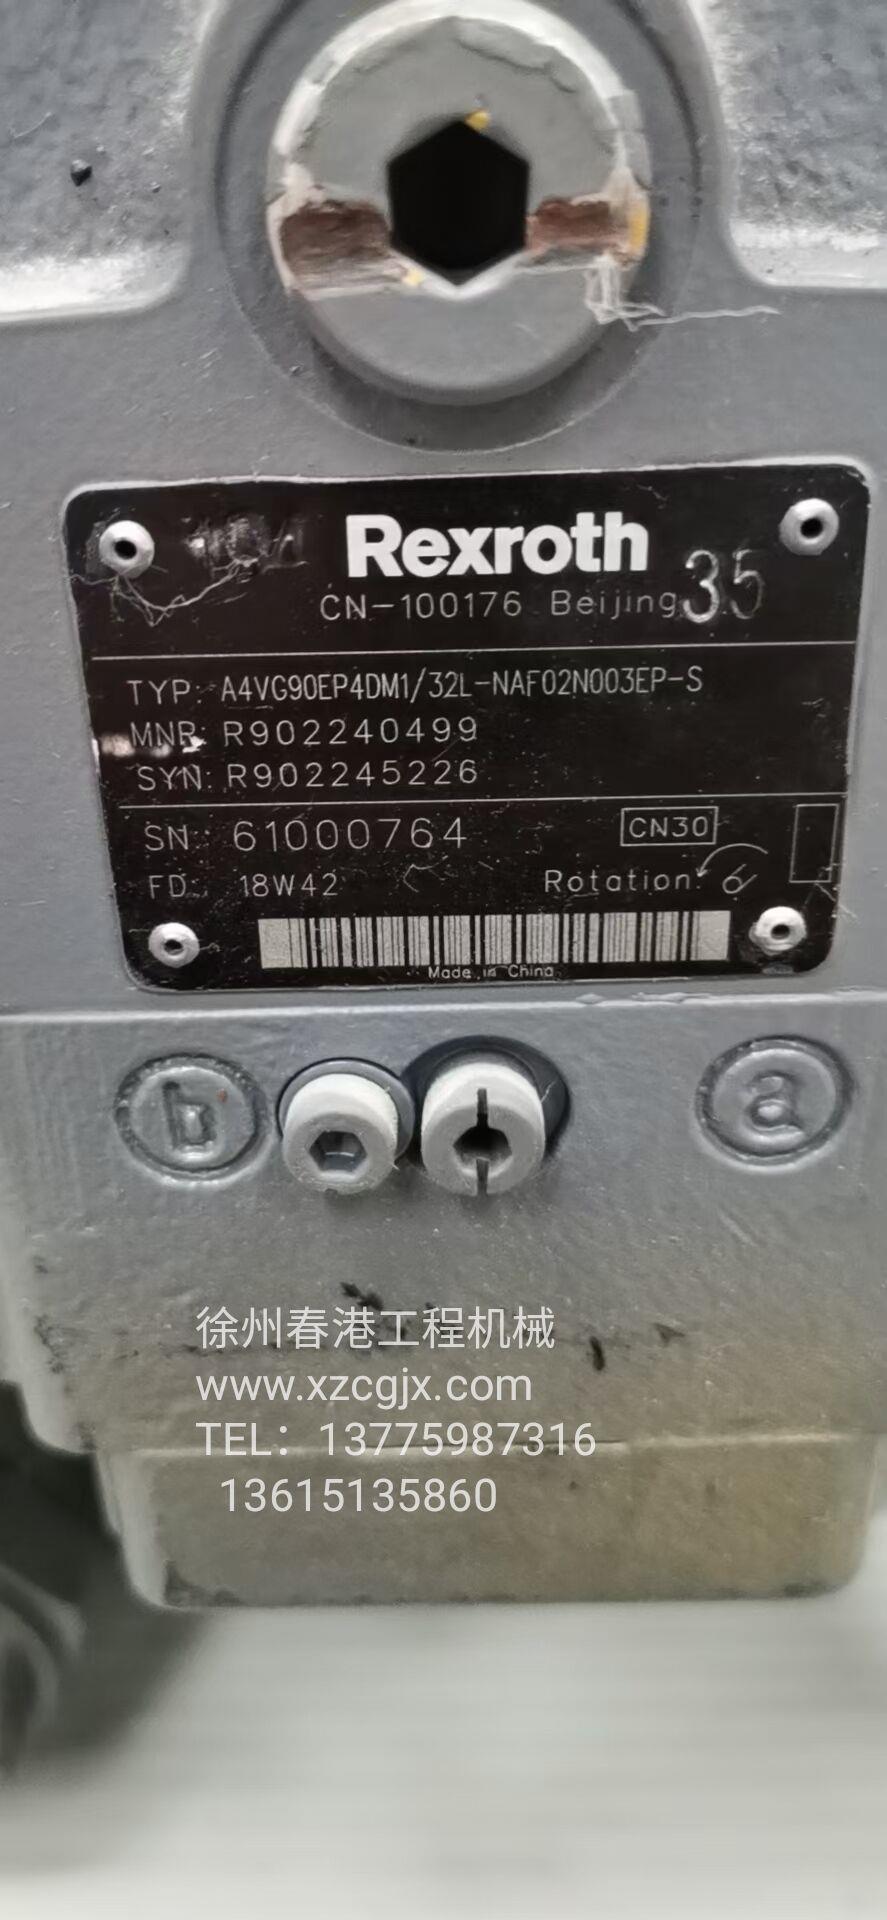 Rexroth
CN-100176 Beijing 35
TYP: A4VG90EP4DM1/32L-NAF02N003EP-S
MNR: R902240499
SYN: R902245226
SN: 61000764 CN30
FD: 18W42 Rotation:
Made in China
b a
徐州春港工程机械
www.xzcgjx.com
TEL：13775987316
13615135860